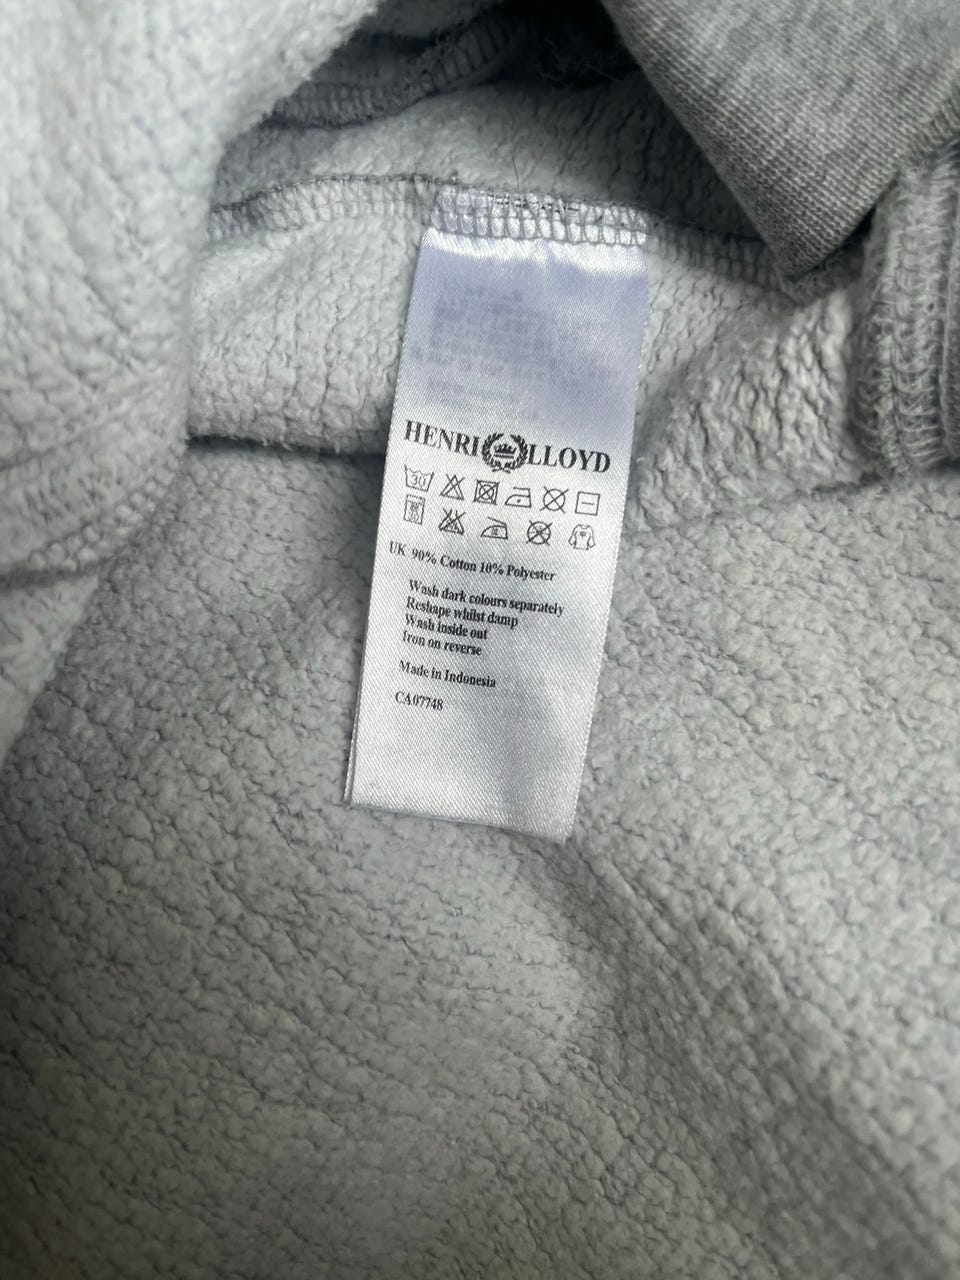 HENRI LLOYD
30
UK 90% Cotton 10% Polyester
Wash dark colours separately
Reshape whilst damp
Wash inside out
Iron on reverse
Made in Indonesia
CA07748